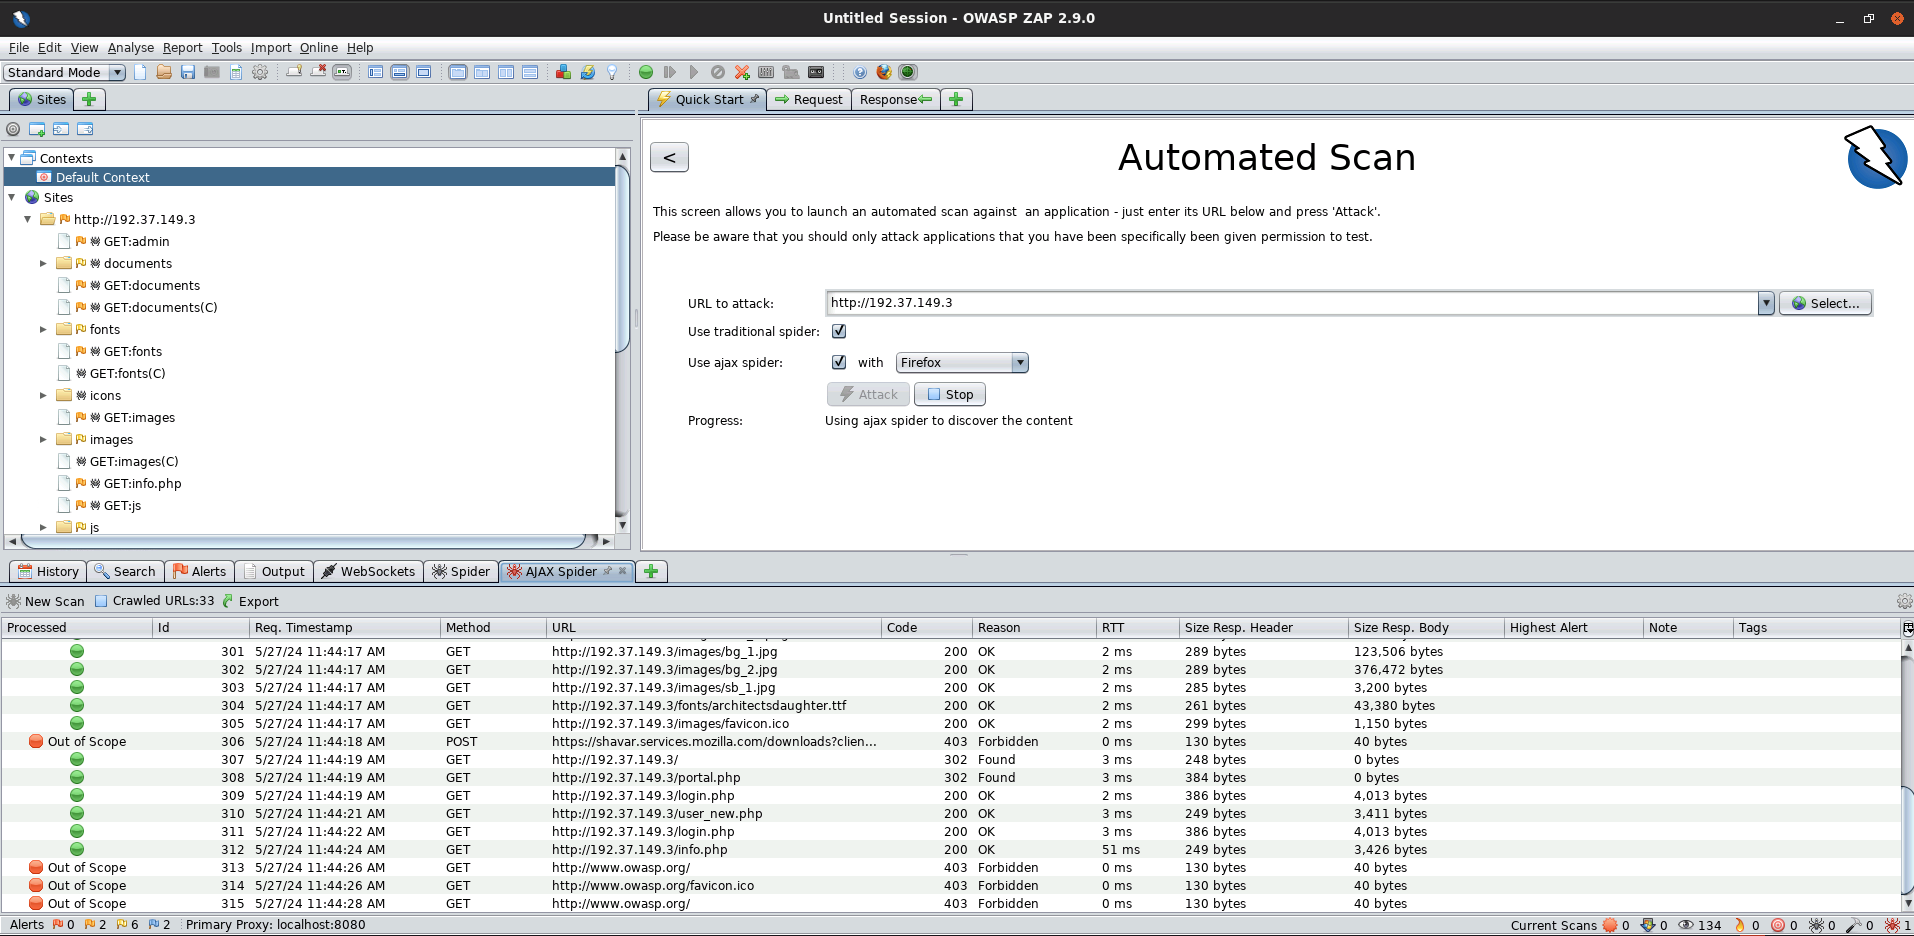 Untitled Session - OWASP ZAP 2.9.0
File Edit View Analyse Report Tools Import Online Help
Standard Mode
Sites
Quick Start Request Response
Contexts
Default Context
Sites
http://192.37.149.3
GET:admin
documents
GET:documents
GET:documents(C)
fonts
GET:fonts
GET:fonts(C)
icons
GET:images
images
GET:images(C)
GET:info.php
GET:js
js
<
Automated Scan
This screen allows you to launch an automated scan against  an application - just enter its URL below and press 'Attack'.
Please be aware that you should only attack applications that you have been specifically been given permission to test.
URL to attack: http://192.37.149.3 Select...
Use traditional spider:
Use ajax spider: with Firefox
Attack Stop
Progress: Using ajax spider to discover the content
History Search Alerts Output WebSockets Spider AJAX Spider
New Scan Crawled URLs:33 Export
Processed Id Req. Timestamp Method URL Code Reason RTT Size Resp. Header Size Resp. Body Highest Alert Note Tags
301 5/27/24 11:44:17 AM GET http://192.37.149.3/images/bg_1.jpg 200 OK 2 ms 289 bytes 123,506 bytes
302 5/27/24 11:44:17 AM GET http://192.37.149.3/images/bg_2.jpg 200 OK 2 ms 289 bytes 376,472 bytes
303 5/27/24 11:44:17 AM GET http://192.37.149.3/images/sb_1.jpg 200 OK 2 ms 285 bytes 3,200 bytes
304 5/27/24 11:44:17 AM GET http://192.37.149.3/fonts/architectsdaughter.ttf 200 OK 2 ms 261 bytes 43,380 bytes
305 5/27/24 11:44:17 AM GET http://192.37.149.3/images/favicon.ico 200 OK 2 ms 299 bytes 1,150 bytes
Out of Scope 306 5/27/24 11:44:18 AM POST https://shavar.services.mozilla.com/downloads?clien... 403 Forbidden 0 ms 130 bytes 40 bytes
307 5/27/24 11:44:19 AM GET http://192.37.149.3/ 302 Found 3 ms 248 bytes 0 bytes
308 5/27/24 11:44:19 AM GET http://192.37.149.3/portal.php 302 Found 3 ms 384 bytes 0 bytes
309 5/27/24 11:44:19 AM GET http://192.37.149.3/login.php 200 OK 2 ms 386 bytes 4,013 bytes
310 5/27/24 11:44:21 AM GET http://192.37.149.3/user_new.php 200 OK 3 ms 249 bytes 3,411 bytes
311 5/27/24 11:44:22 AM GET http://192.37.149.3/login.php 200 OK 3 ms 386 bytes 4,013 bytes
312 5/27/24 11:44:24 AM GET http://192.37.149.3/info.php 200 OK 51 ms 249 bytes 3,426 bytes
Out of Scope 313 5/27/24 11:44:26 AM GET http://www.owasp.org/ 403 Forbidden 0 ms 130 bytes 40 bytes
Out of Scope 314 5/27/24 11:44:26 AM GET http://www.owasp.org/favicon.ico 403 Forbidden 0 ms 130 bytes 40 bytes
Out of Scope 315 5/27/24 11:44:28 AM GET http://www.owasp.org/ 403 Forbidden 0 ms 130 bytes 40 bytes
Alerts 0 2 6 2 Primary Proxy: localhost:8080 Current Scans 0 0 134 0 0 0 0 1